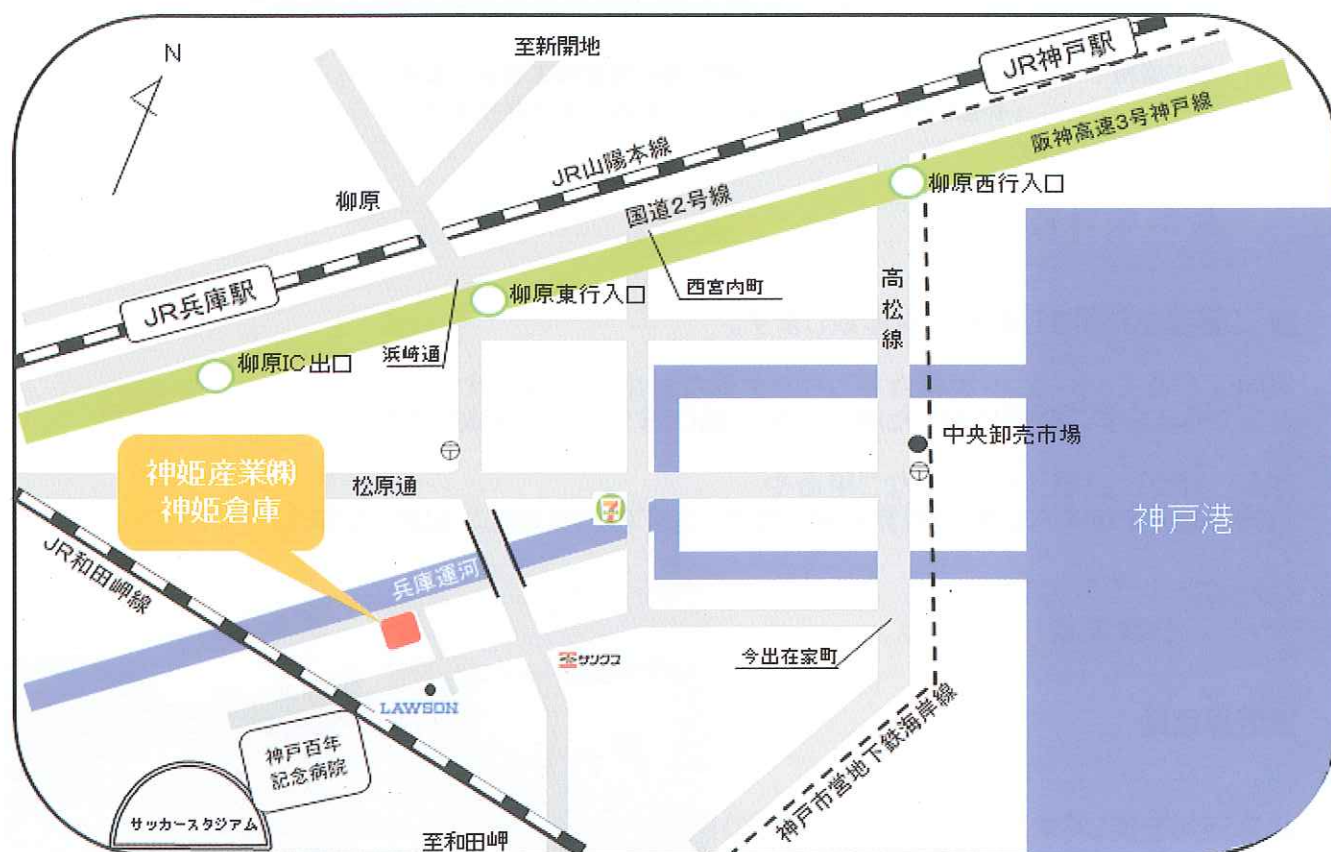 N
至新開地
JR神戸駅
阪神高速3号神戸線
JR山陽本線
柳原
国道2号線
柳原西行入口
JR兵庫駅
柳原東行入口
西宮内町
高松線
浜崎通
柳原IC出口
中央卸売市場
〒
〒
神姫産業㈱
神姫倉庫
松原通
7
神戸港
JR和田岬線
兵庫運河
サンクス
今出在家町
LAWSON
神戸百年
記念病院
神戸市営地下鉄海岸線
サッカースタジアム
至和田岬